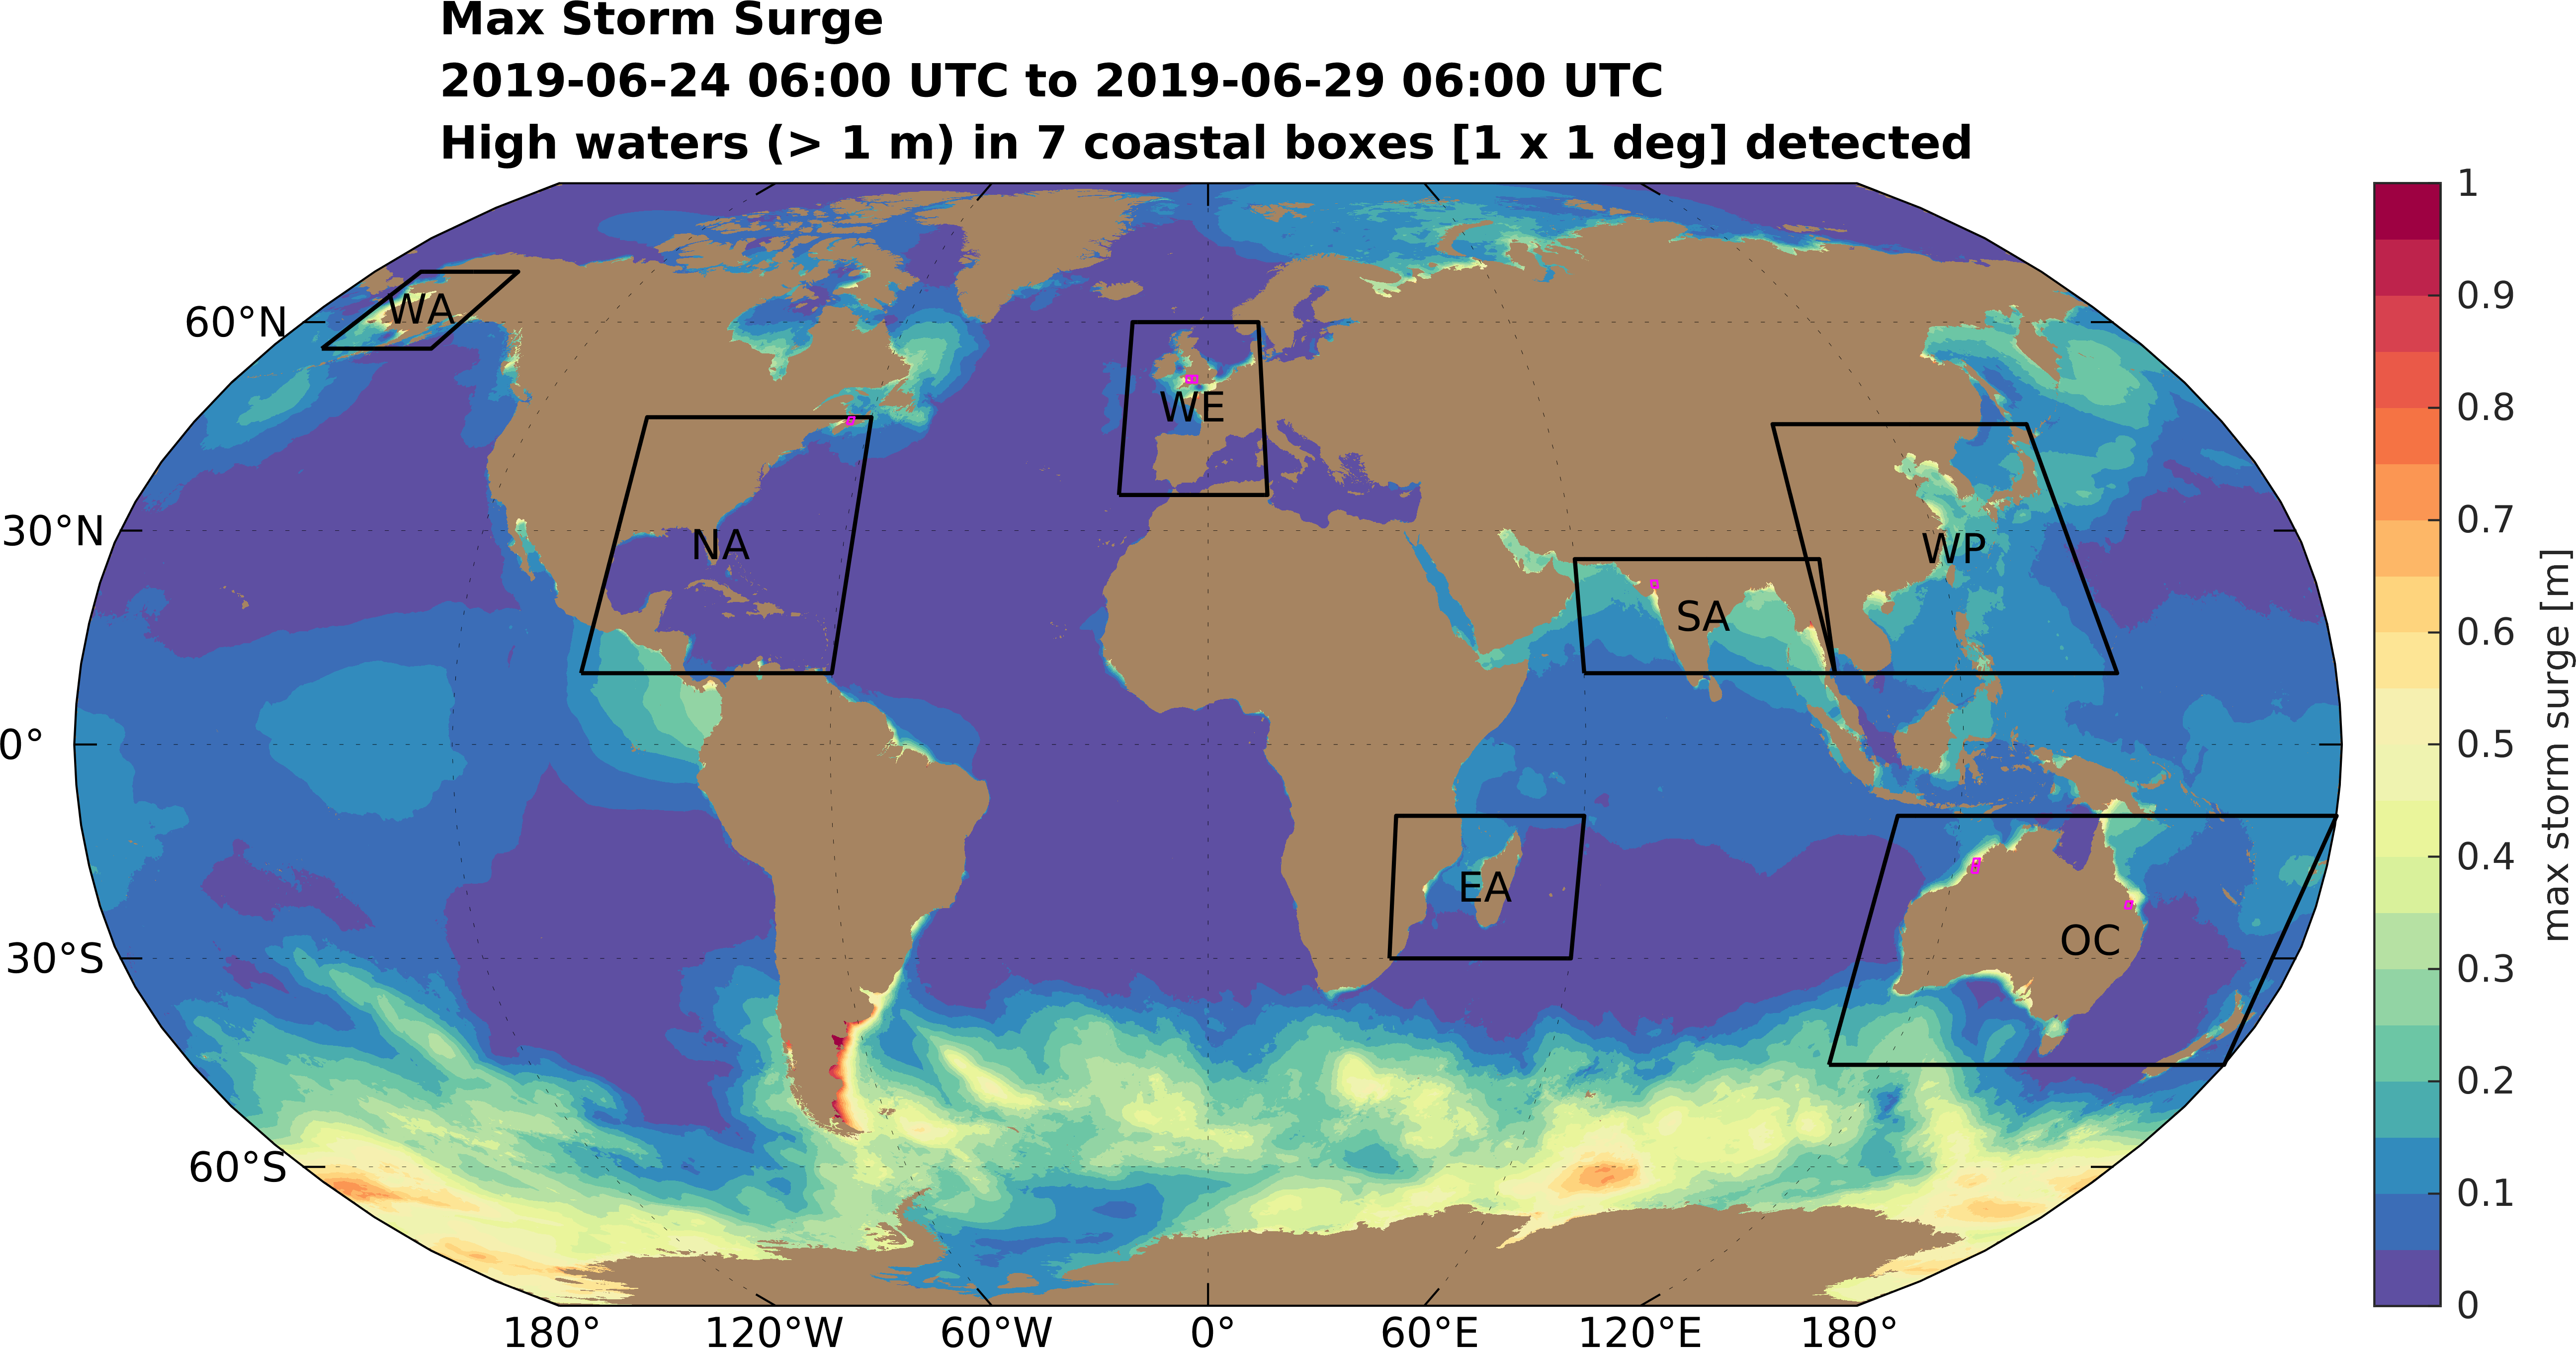 Max Storm Surge
2019-06-24 06:00 UTC to 2019-06-29 06:00 UTC
High waters (> 1 m) in 7 coastal boxes [1 x 1 deg] detected
60°N
30°N
0°
30°S
60°S
180°
120°W
60°W
0°
60°E
120°E
180°
WA
WE
NA
WP
SA
EA
OC
1
0.9
0.8
0.7
0.6
0.5
0.4
0.3
0.2
0.1
0
max storm surge [m]